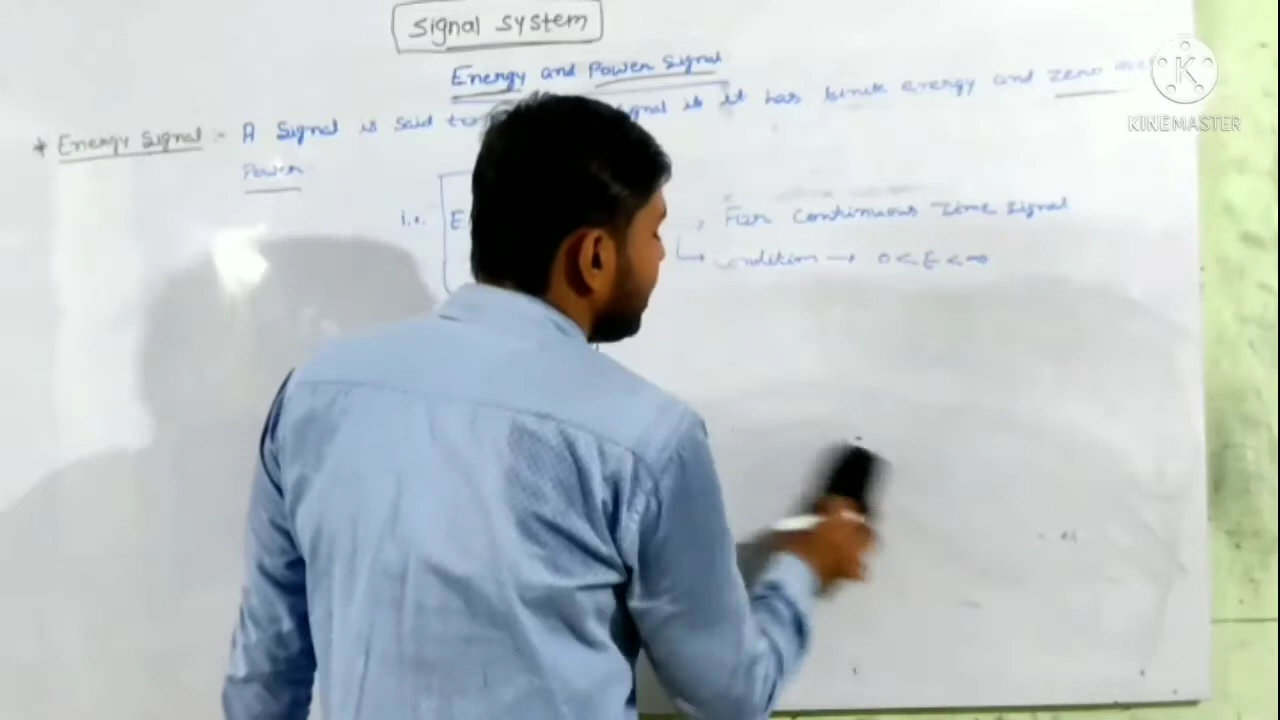 Signal System
Energy and Power Signal
* Energy Signal :- A Signal is said to signal if it has finite energy and zero
Power
i.e. E , For Continuous Time Signal
condition → 0 < E < ∞
KINEMASTER